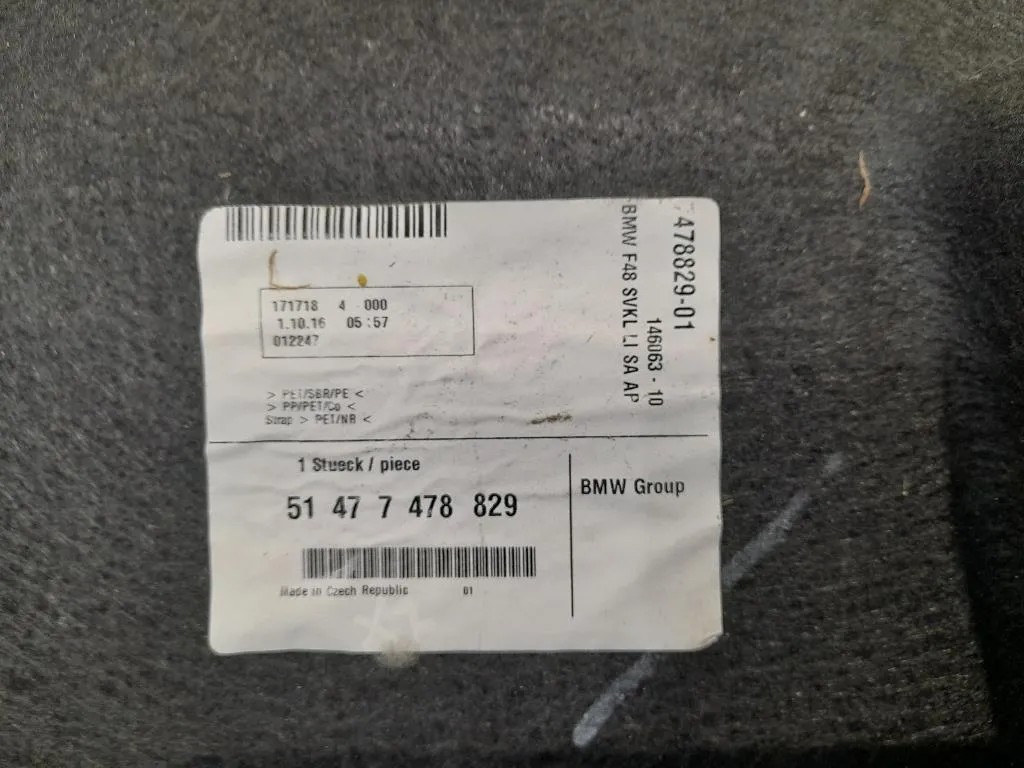 171718 4 000
1.10.16 05:57
012247
> PET/SBR/PE <
> PP/PET/Co <
Strap > PET/NB <
478829-01
146063 - 10
BMW F48 SVKL LI SA AP
1 Stueck / piece
51 47 7 478 829
BMW Group
Made in Czech Republic 01